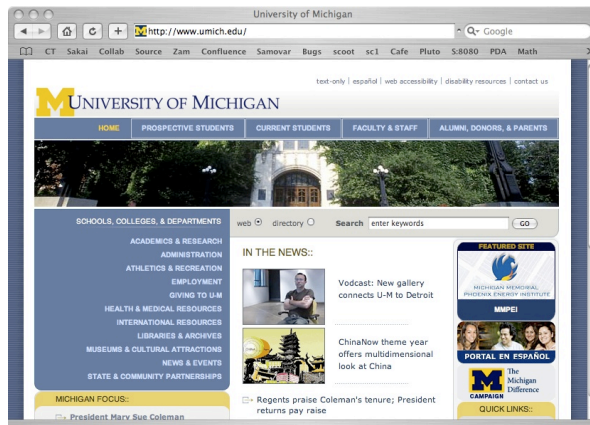 University of Michigan
http://www.umich.edu/
Google
CT Sakai Collab Source Zam Confluence Samovar Bugs scoot sc1 Cafe Pluto S:8080 PDA Math
text-only | español | web accessibility | disability resources | contact us
M UNIVERSITY OF MICHIGAN
HOME PROSPECTIVE STUDENTS CURRENT STUDENTS FACULTY & STAFF ALUMNI, DONORS, & PARENTS
SCHOOLS, COLLEGES, & DEPARTMENTS
ACADEMICS & RESEARCH
ADMINISTRATION
ATHLETICS & RECREATION
EMPLOYMENT
GIVING TO U-M
HEALTH & MEDICAL RESOURCES
INTERNATIONAL RESOURCES
LIBRARIES & ARCHIVES
MUSEUMS & CULTURAL ATTRACTIONS
NEWS & EVENTS
STATE & COMMUNITY PARTNERSHIPS
MICHIGAN FOCUS::
President Mary Sue Coleman
web directory Search enter keywords GO
IN THE NEWS::
Vodcast: New gallery
connects U-M to Detroit
ChinaNow theme year
offers multidimensional
look at China
Regents praise Coleman's tenure; President
returns pay raise
FEATURED SITE
MICHIGAN MEMORIAL
PHOENIX ENERGY INSTITUTE
MMPEI
PORTAL EN ESPAÑOL
M
CAMPAIGN
The
Michigan
Difference
QUICK LINKS::